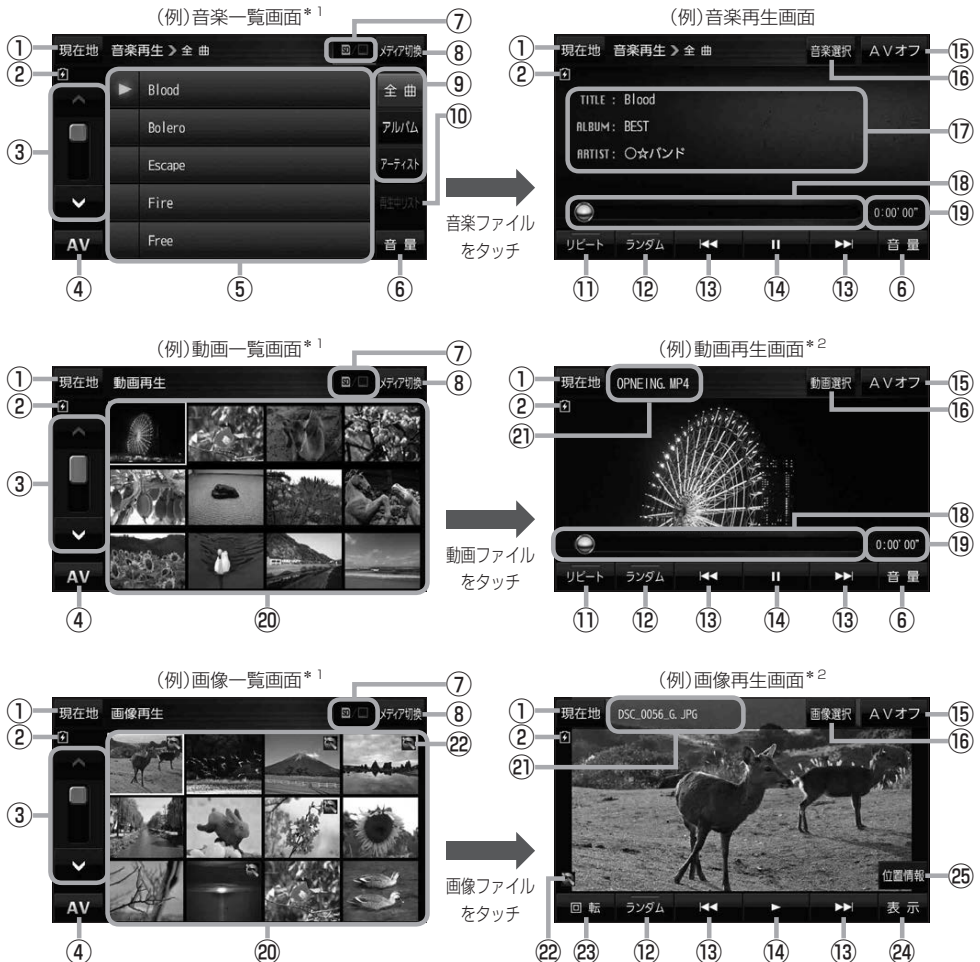 (例)音楽一覧画面*1
⑦
(例)音楽再生画面
① 現在地 音楽再生 > 全 曲 メディア切換 ⑧
②
③
Blood
Bolero
Escape
Fire
Free
全 曲 ⑨
アルバム
アーティスト
再生中リスト ⑩
AV
音 量
④
⑤
⑥
音楽ファイル
をタッチ
① 現在地 音楽再生 > 全 曲 音楽選択 AVオフ ⑮
②
⑯
TITLE : Blood
ALBUM : BEST
ARTIST : ○☆バンド
⑰
⑱
0:00'00" ⑲
リピート ランダム 音 量
⑪ ⑫ ⑬ ⑭ ⑬ ⑥
(例)動画一覧画面*1
⑦
(例)動画再生画面*2
① 現在地 動画再生 メディア切換 ⑧
②
③
AV
④
⑳
動画ファイル
をタッチ
① 現在地 OPNEING.MP4 動画選択 AVオフ ⑮
②
㉑
⑯
⑱
0:00'00" ⑲
リピート ランダム 音 量
⑪ ⑫ ⑬ ⑭ ⑬ ⑥
(例)画像一覧画面*1
⑦
(例)画像再生画面*2
① 現在地 画像再生 メディア切換 ⑧
②
㉒
③
AV
④
⑳
画像ファイル
をタッチ
① 現在地 DSC_0056_G.JPG 画像選択 AVオフ ⑮
②
㉑
⑯
位置情報 ㉕
回 転 ランダム 表 示
㉒ ㉓ ⑫ ⑬ ⑭ ⑬ ㉔